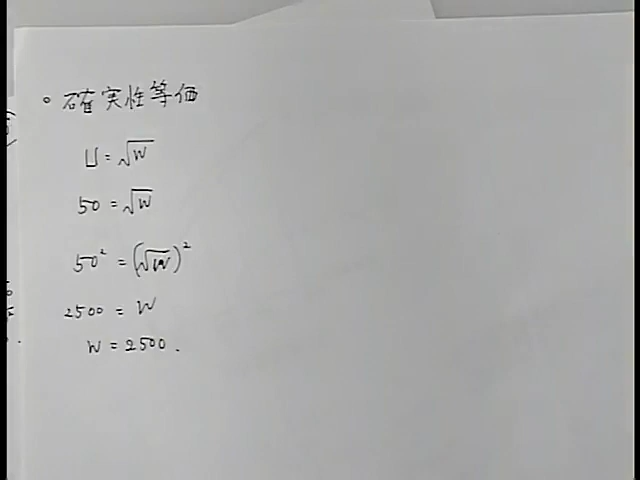 ○ 確実性等価
U = √W
50 = √W
50² = (√W)²
2500 = W
W = 2500.